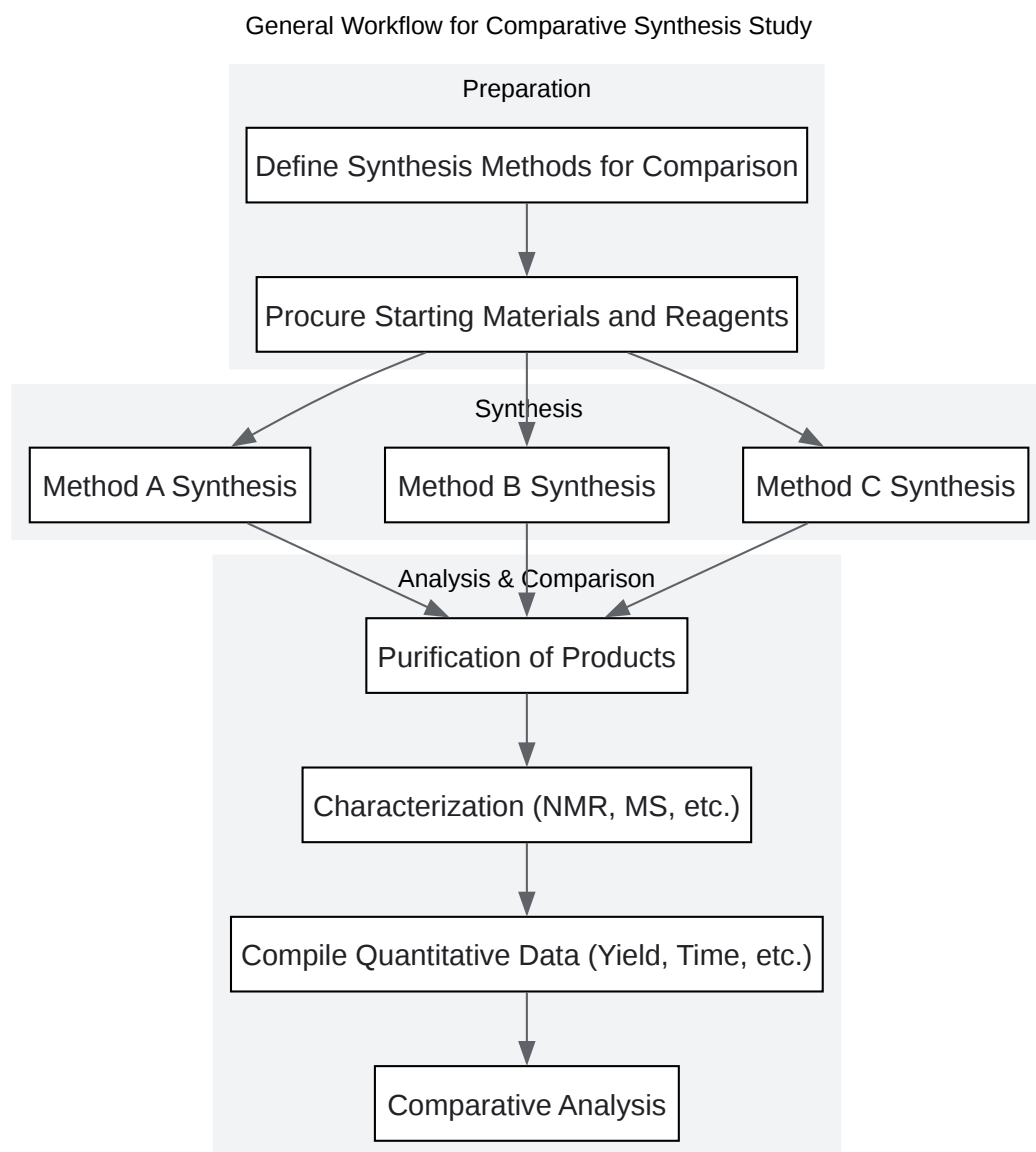 General Workflow for Comparative Synthesis Study
Preparation
Define Synthesis Methods for Comparison
Procure Starting Materials and Reagents
Synthesis
Method A Synthesis
Method B Synthesis
Method C Synthesis
Analysis & Comparison
Purification of Products
Characterization (NMR, MS, etc.)
Compile Quantitative Data (Yield, Time, etc.)
Comparative Analysis